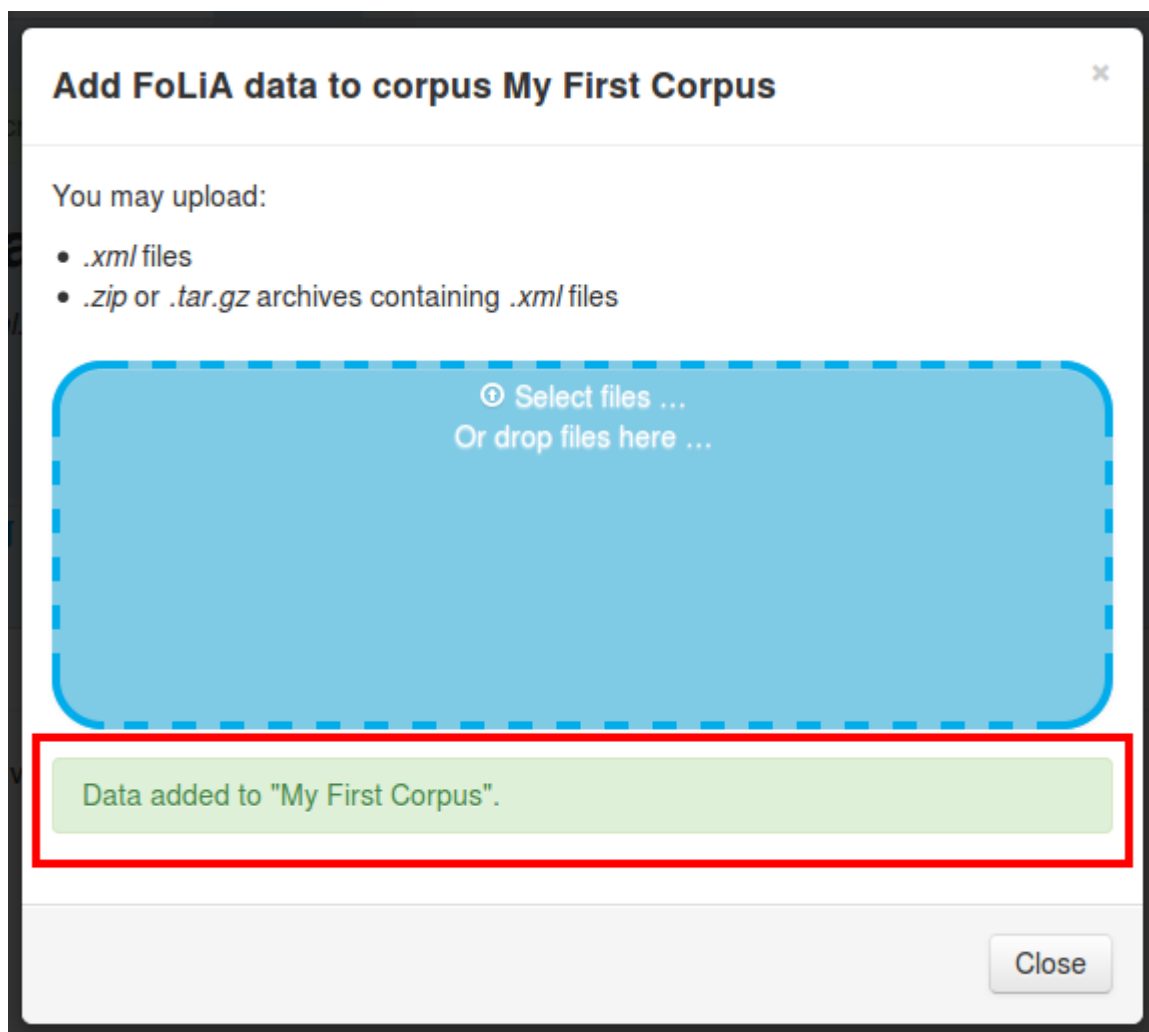 Add FoLiA data to corpus My First Corpus
×
You may upload:
• .xml files
• .zip or .tar.gz archives containing .xml files
Select files ...
Or drop files here ...
Data added to "My First Corpus".
Close